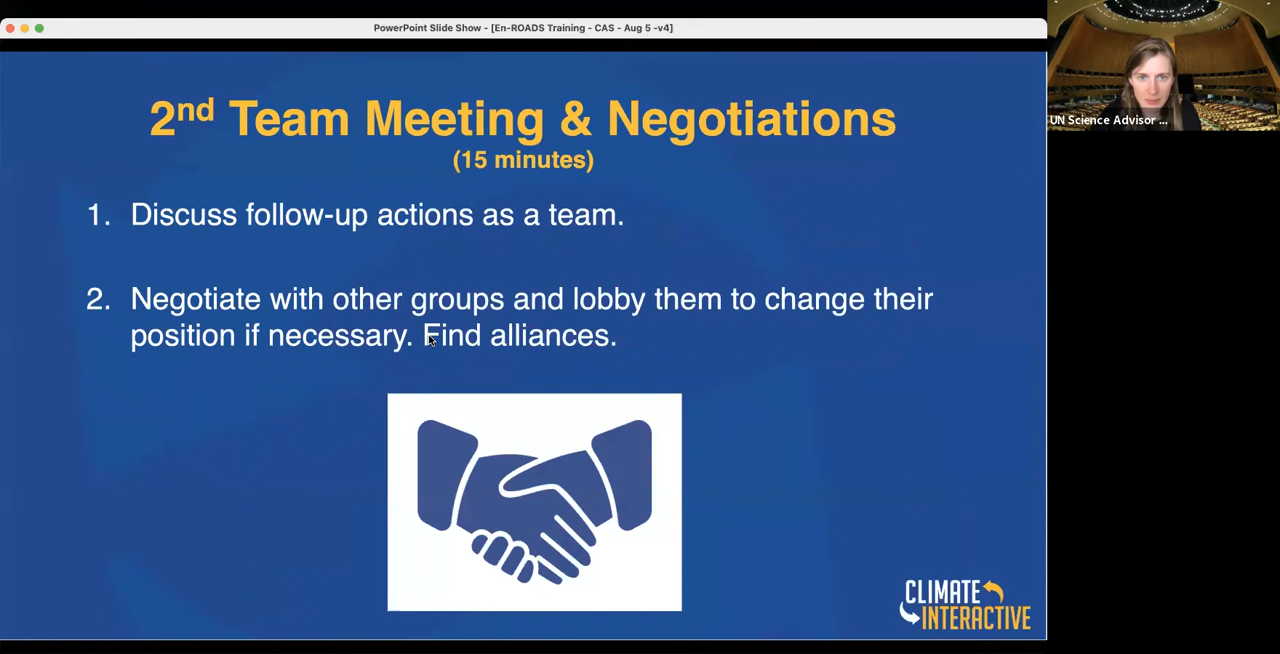 PowerPoint Slide Show - [En-ROADS Training - CAS - Aug 5 -v4]
2nd Team Meeting & Negotiations
(15 minutes)
1. Discuss follow-up actions as a team.
2. Negotiate with other groups and lobby them to change their
position if necessary. Find alliances.
CLIMATE
INTERACTIVE
UN Science Advisor ...